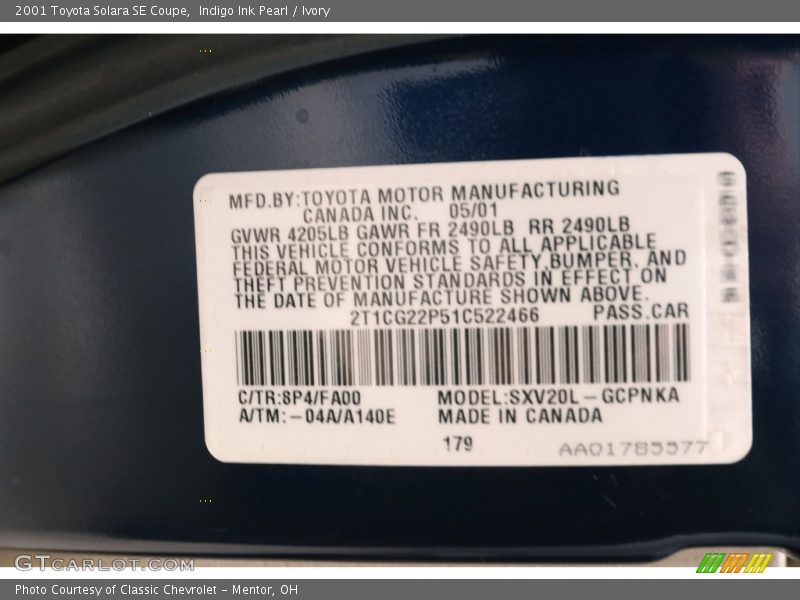 2001 Toyota Solara SE Coupe,  Indigo Ink Pearl / Ivory
MFD.BY:TOYOTA MOTOR MANUFACTURING
CANADA INC.   05/01
GVWR 4205LB GAWR FR 2490LB  RR 2490LB
THIS VEHICLE CONFORMS TO ALL APPLICABLE
FEDERAL MOTOR VEHICLE SAFETY,BUMPER, AND
THEFT PREVENTION STANDARDS IN EFFECT ON
THE DATE OF MANUFACTURE SHOWN ABOVE.
2T1CG22P51C522466   PASS.CAR
C/TR:8P4/FA00   MODEL:SXV20L-GCPNKA
A/TM:-04A/A140E   MADE IN CANADA
179   AA01785577
GTCARLOT.COM
Photo Courtesy of Classic Chevrolet - Mentor, OH